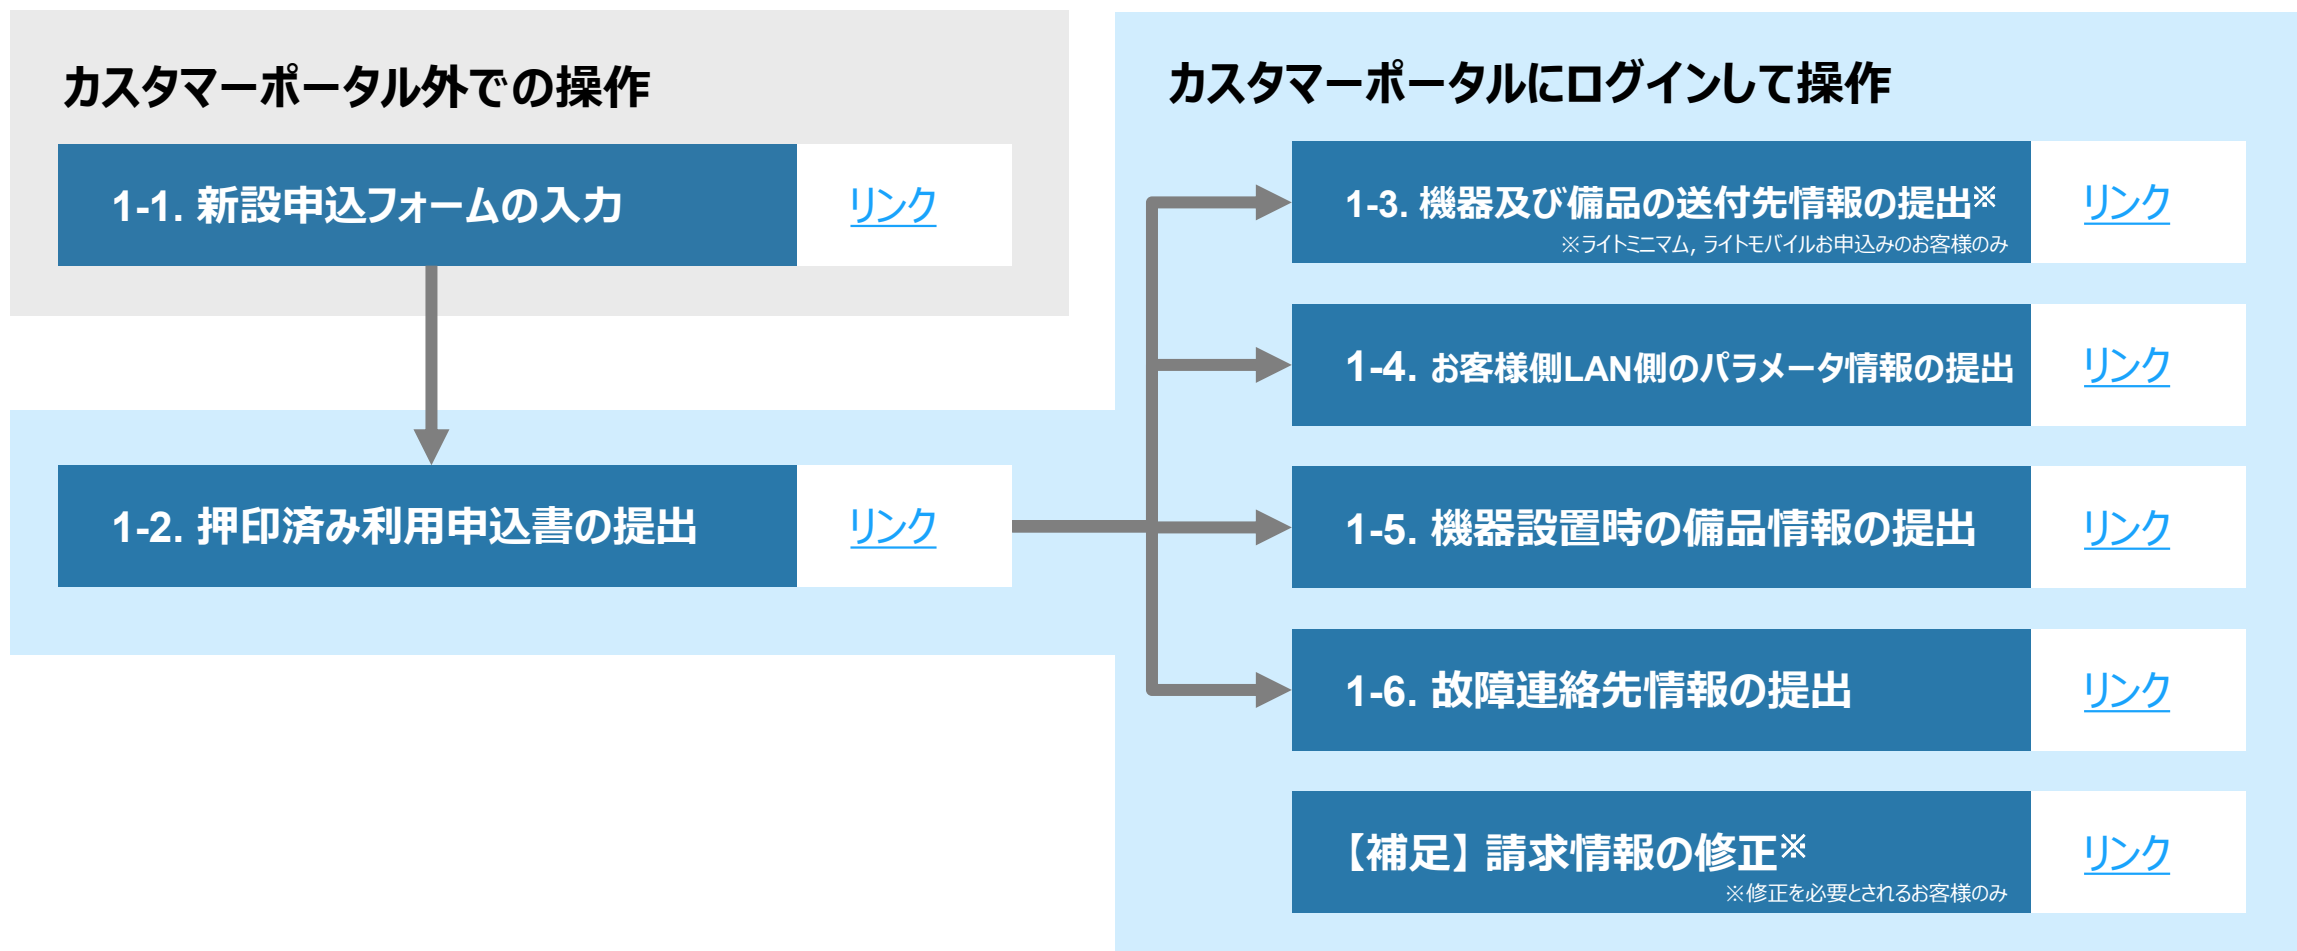 カスタマーポータル外での操作
1-1. 新設申込フォームの入力
リンク
1-2. 押印済み利用申込書の提出
リンク
カスタマーポータルにログインして操作
1-3. 機器及び備品の送付先情報の提出※
※ライトミニマム, ライトモバイルお申込みのお客様のみ
リンク
1-4. お客様側LAN側のパラメータ情報の提出
リンク
1-5. 機器設置時の備品情報の提出
リンク
1-6. 故障連絡先情報の提出
リンク
【補足】請求情報の修正※
※修正を必要とされるお客様のみ
リンク